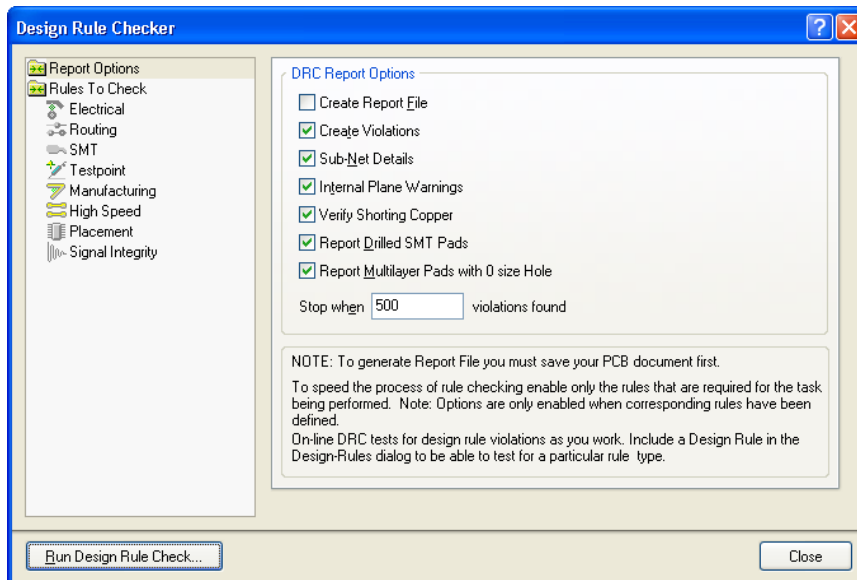 Design Rule Checker
Report Options
Rules To Check
Electrical
Routing
SMT
Testpoint
Manufacturing
High Speed
Placement
Signal Integrity
DRC Report Options
Create Report File
Create Violations
Sub-Net Details
Internal Plane Warnings
Verify Shorting Copper
Report Drilled SMT Pads
Report Multilayer Pads with 0 size Hole
Stop when 500 violations found
NOTE: To generate Report File you must save your PCB document first.
To speed the process of rule checking enable only the rules that are required for the task
being performed. Note: Options are only enabled when corresponding rules have been
defined.
On-line DRC tests for design rule violations as you work. Include a Design Rule in the
Design-Rules dialog to be able to test for a particular rule type.
Run Design Rule Check...
Close